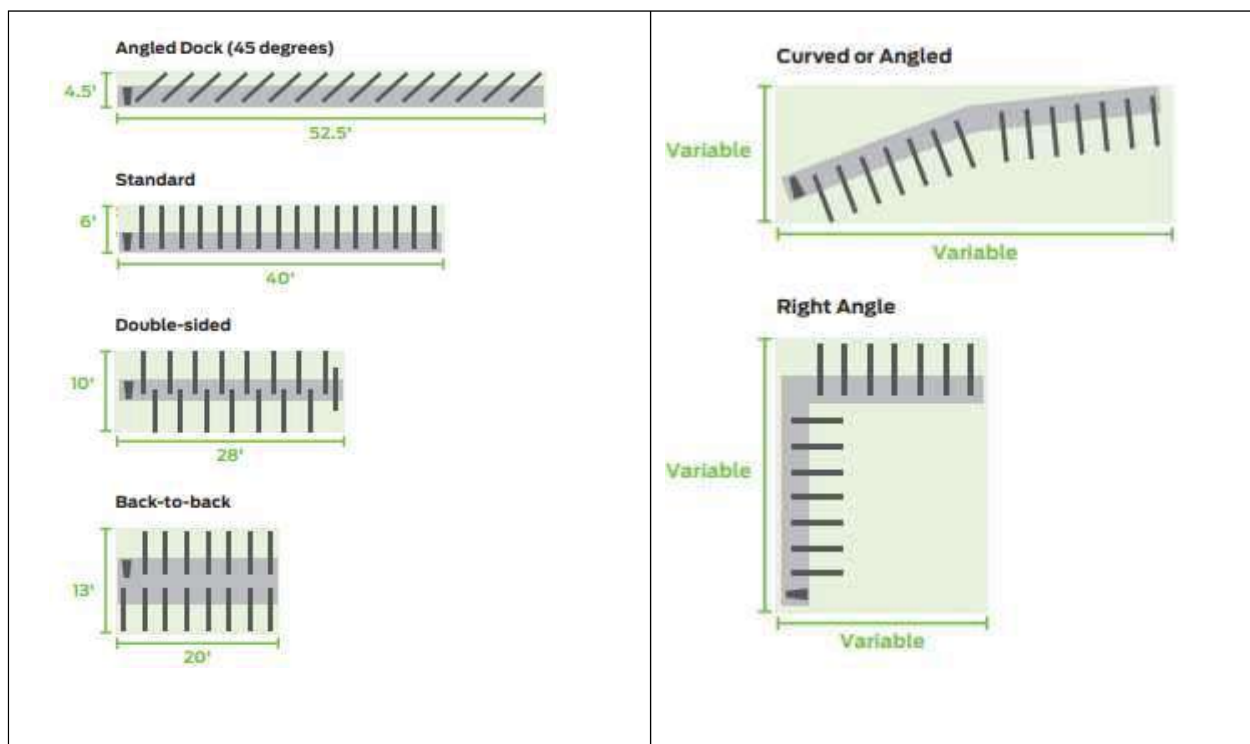 Angled Dock (45 degrees)
4.5'
52.5'
Standard
6'
40'
Double-sided
10'
28'
Back-to-back
13'
20'
Curved or Angled
Variable
Variable
Right Angle
Variable
Variable